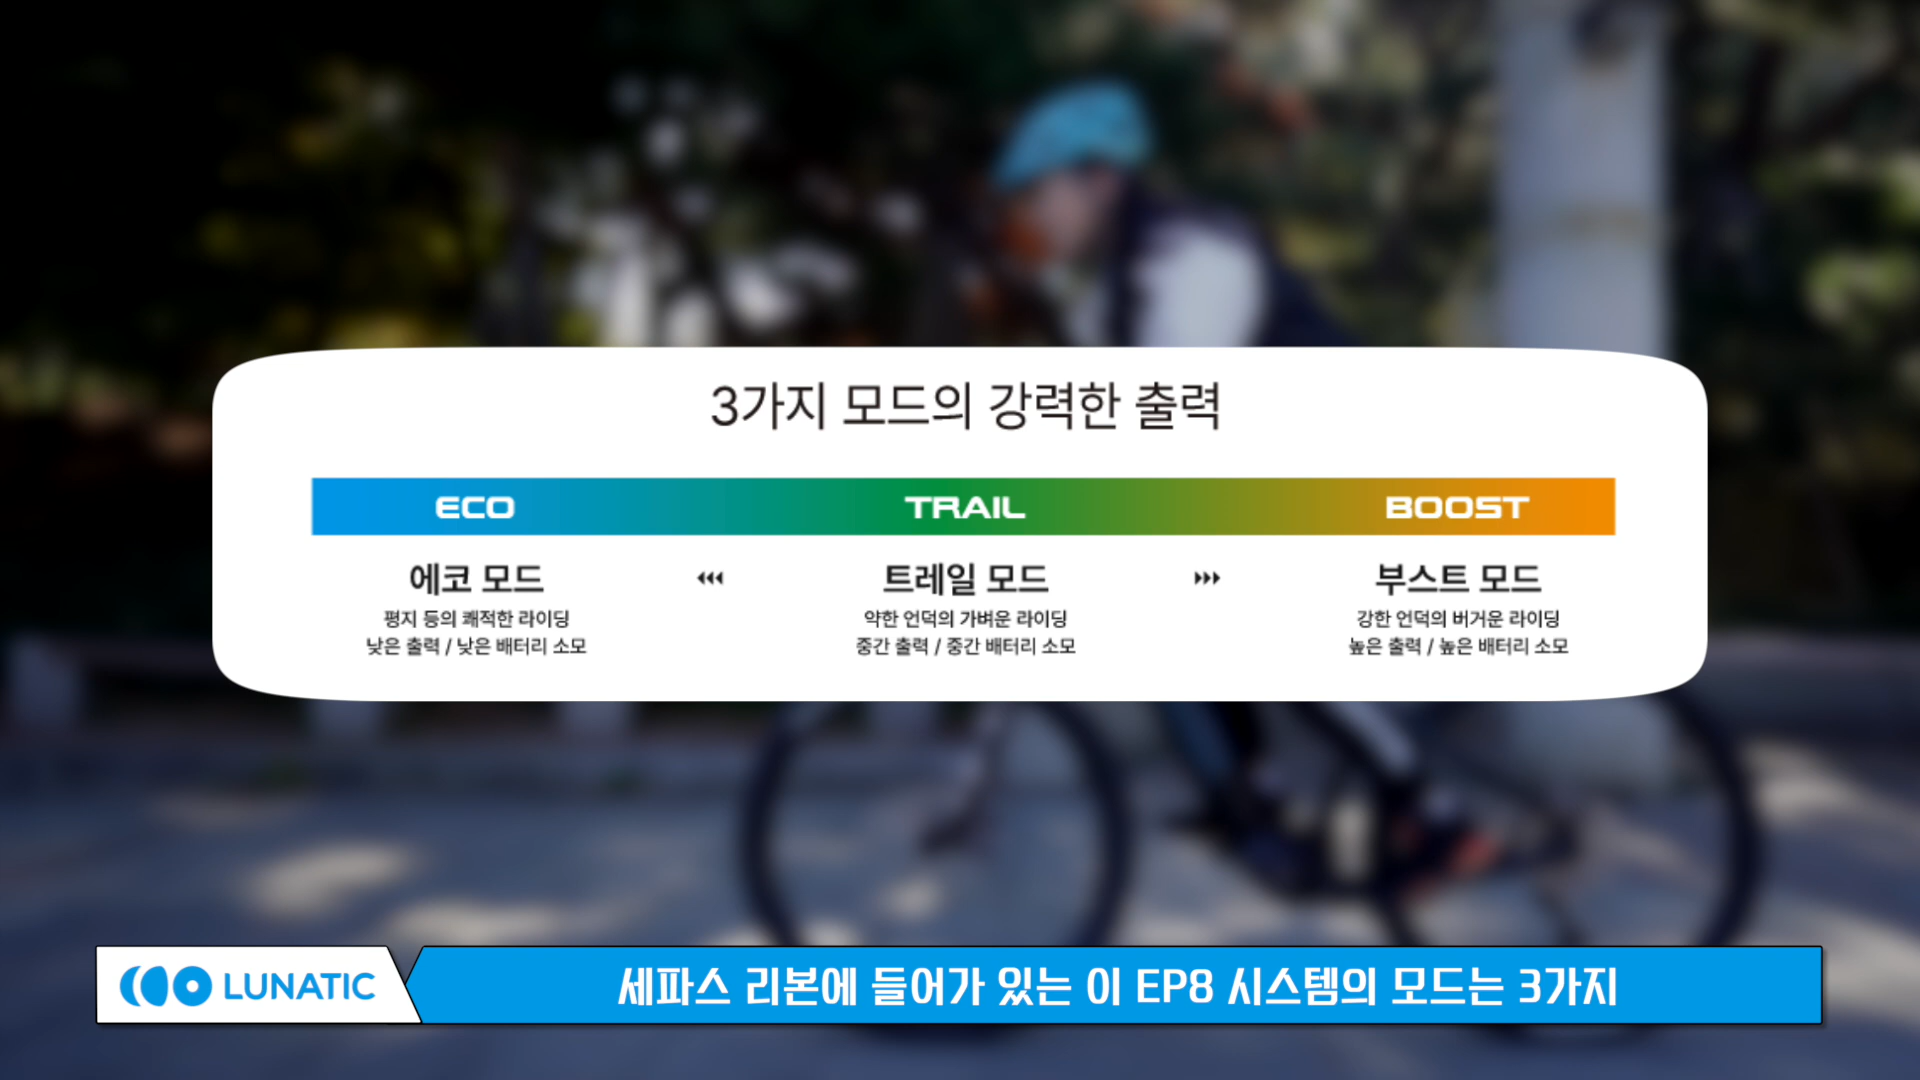 3가지 모드의 강력한 출력
ECO
TRAIL
BOOST
에코 모드
트레일 모드
부스트 모드
평지 등의 쾌적한 라이딩
약한 언덕의 가벼운 라이딩
강한 언덕의 버거운 라이딩
낮은 출력 / 낮은 배터리 소모
중간 출력 / 중간 배터리 소모
높은 출력 / 높은 배터리 소모
LUNATIC
세파스 리본에 들어가 있는 이 EP8 시스템의 모드는 3가지